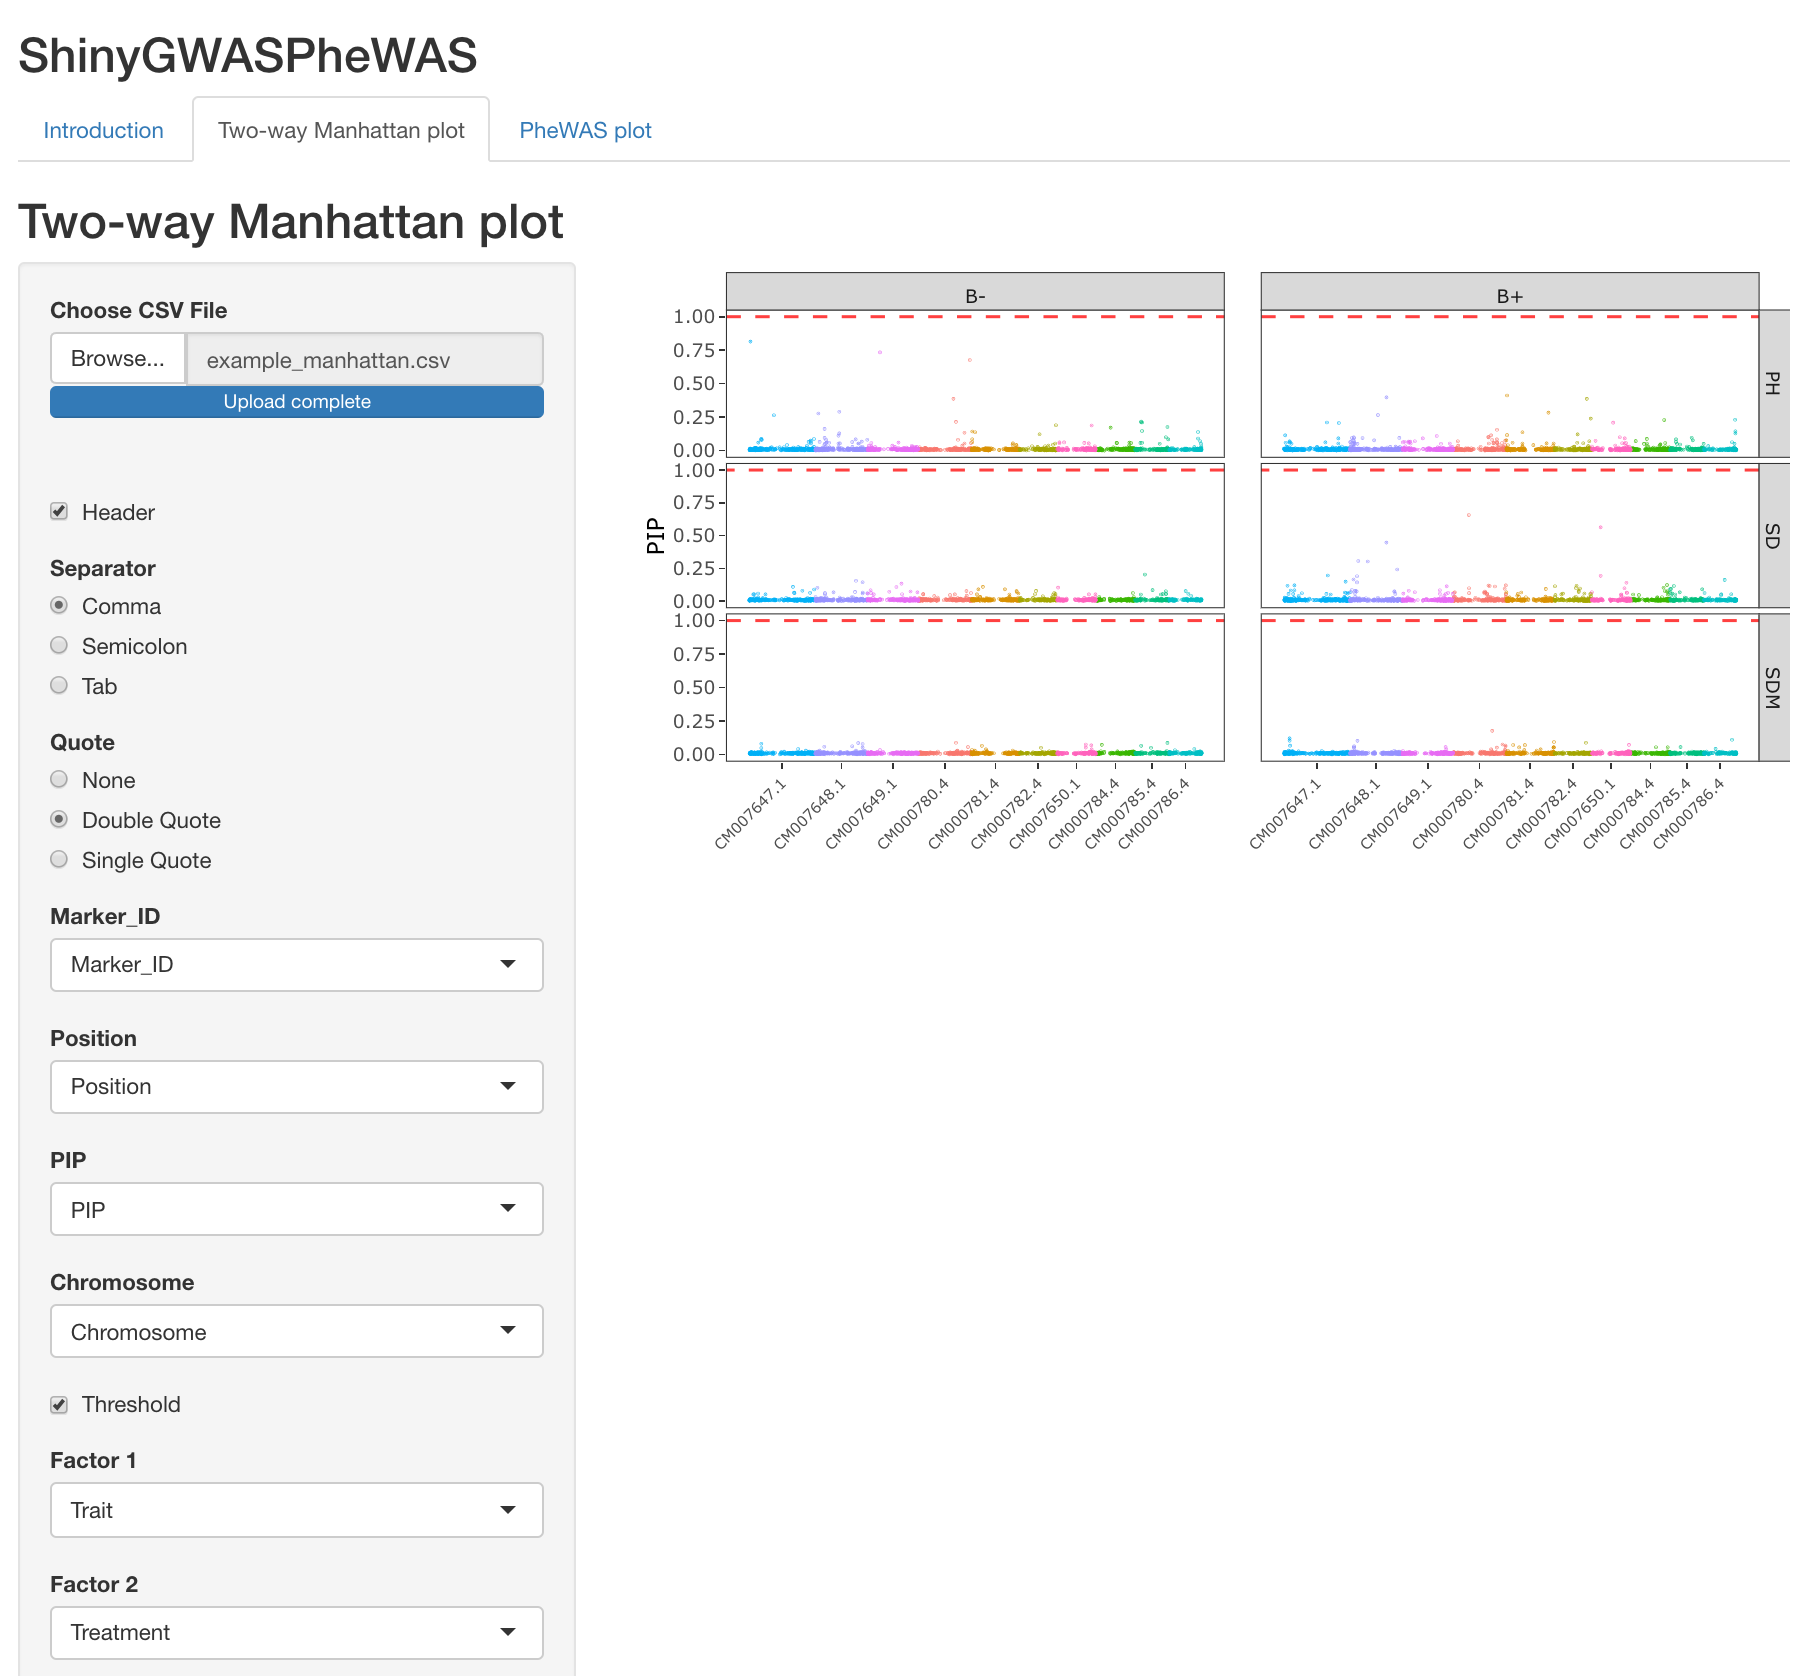 ShinyGWASPheWAS
Introduction
Two-way Manhattan plot
PheWAS plot
Two-way Manhattan plot
Choose CSV File
Browse...
example_manhattan.csv
Upload complete
Header
Separator
Comma
Semicolon
Tab
Quote
None
Double Quote
Single Quote
Marker_ID
Marker_ID
Position
Position
PIP
PIP
Chromosome
Chromosome
Threshold
Factor 1
Trait
Factor 2
Treatment
B-
B+
PIP
1.00
0.75
0.50
0.25
0.00
PH
1.00
0.75
0.50
0.25
0.00
SD
1.00
0.75
0.50
0.25
0.00
SDM
CM007647.1
CM007648.1
CM007649.1
CM000780.4
CM000781.4
CM000782.4
CM007650.1
CM000784.4
CM000785.4
CM000786.4
CM007647.1
CM007648.1
CM007649.1
CM000780.4
CM000781.4
CM000782.4
CM007650.1
CM000784.4
CM000785.4
CM000786.4